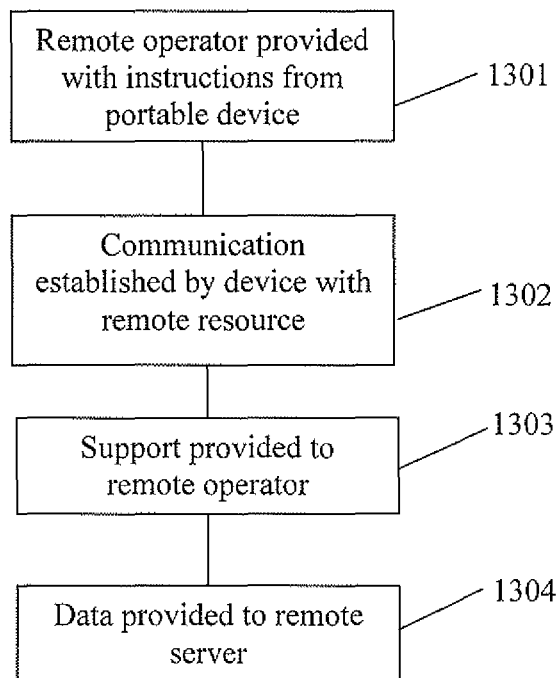 Remote operator provided
with instructions from
portable device
1301
Communication
established by device with
remote resource
1302
Support provided to
remote operator
1303
Data provided to remote
server
1304